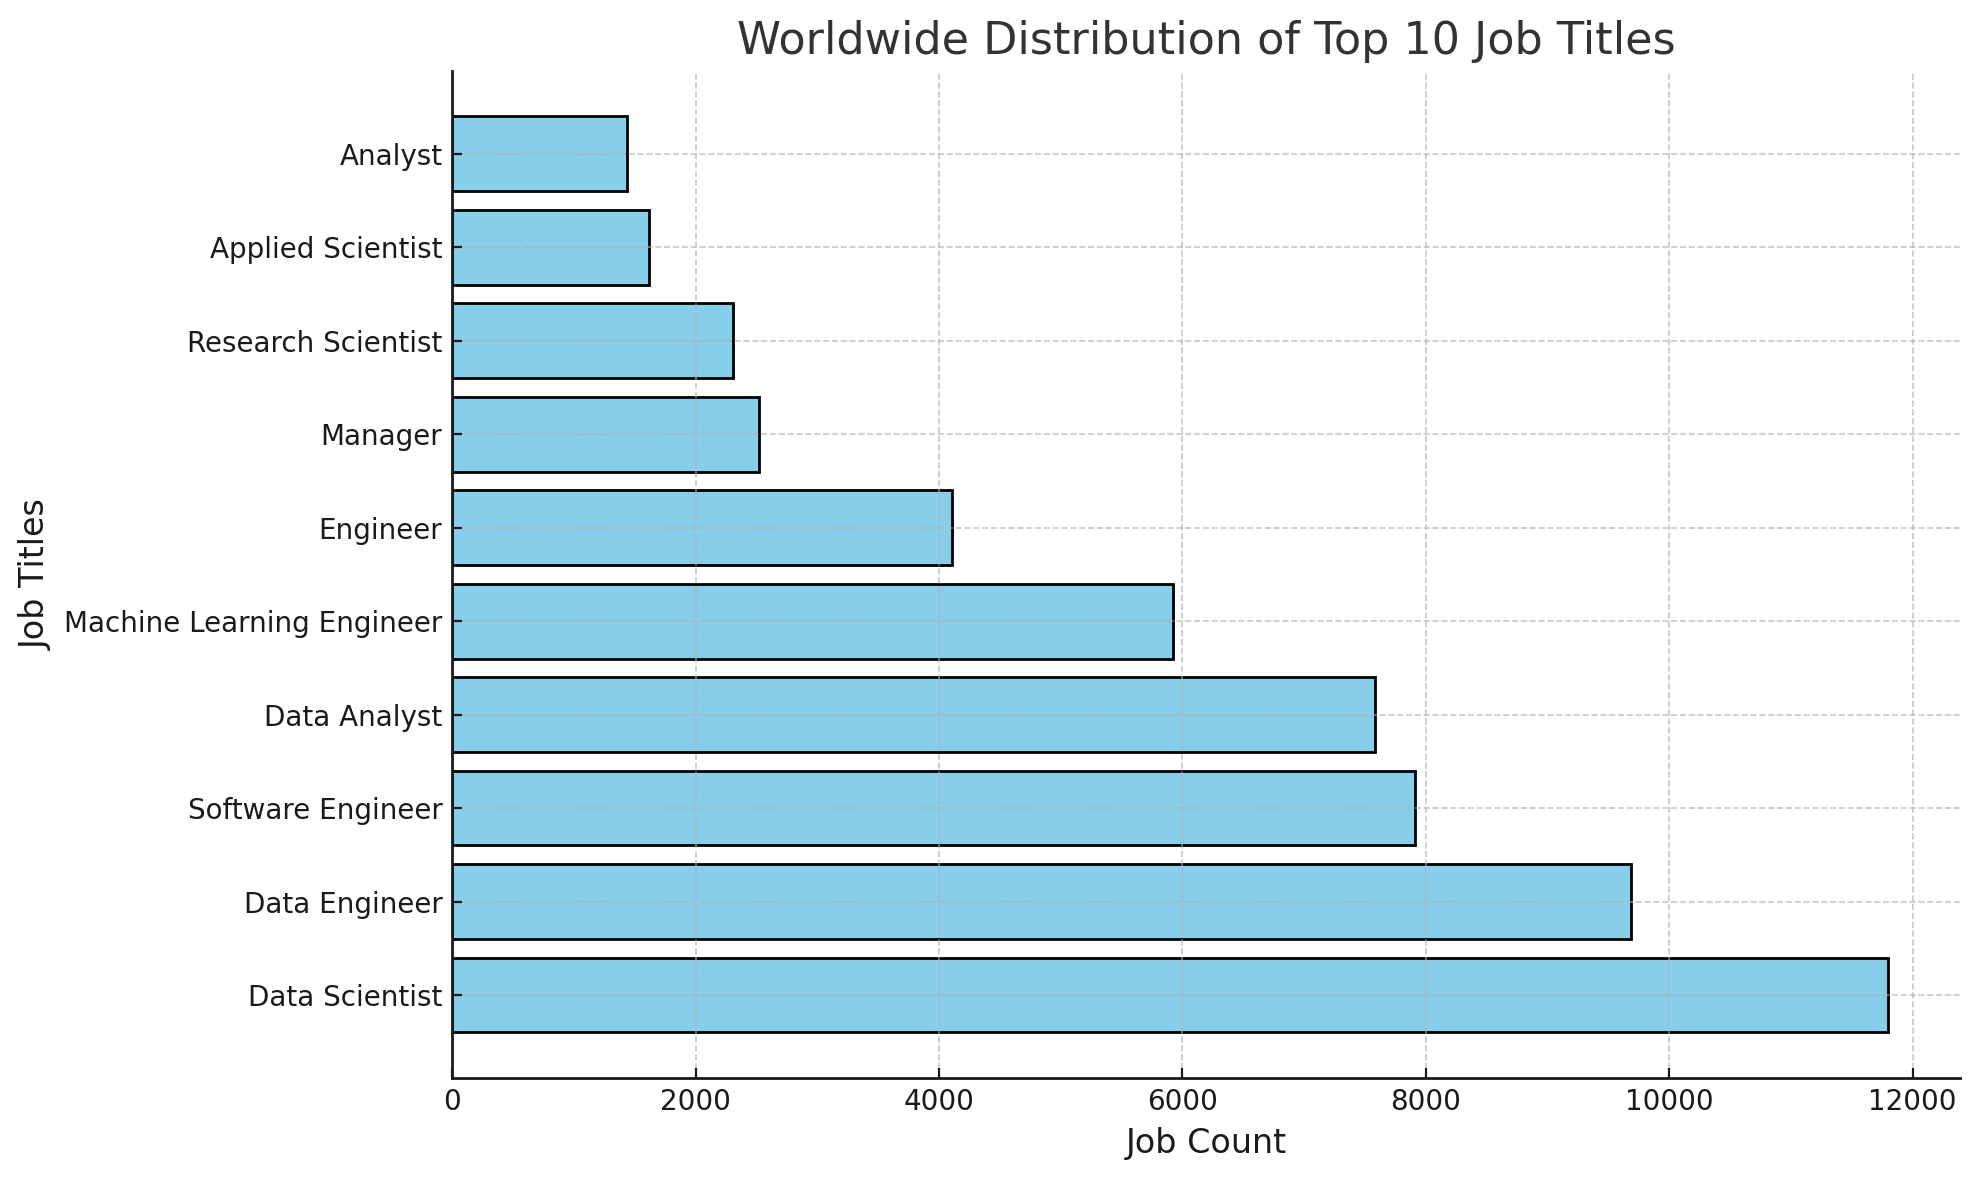 Worldwide Distribution of Top 10 Job Titles
Job Titles
Analyst
Applied Scientist
Research Scientist
Manager
Engineer
Machine Learning Engineer
Data Analyst
Software Engineer
Data Engineer
Data Scientist
0 2000 4000 6000 8000 10000 12000
Job Count